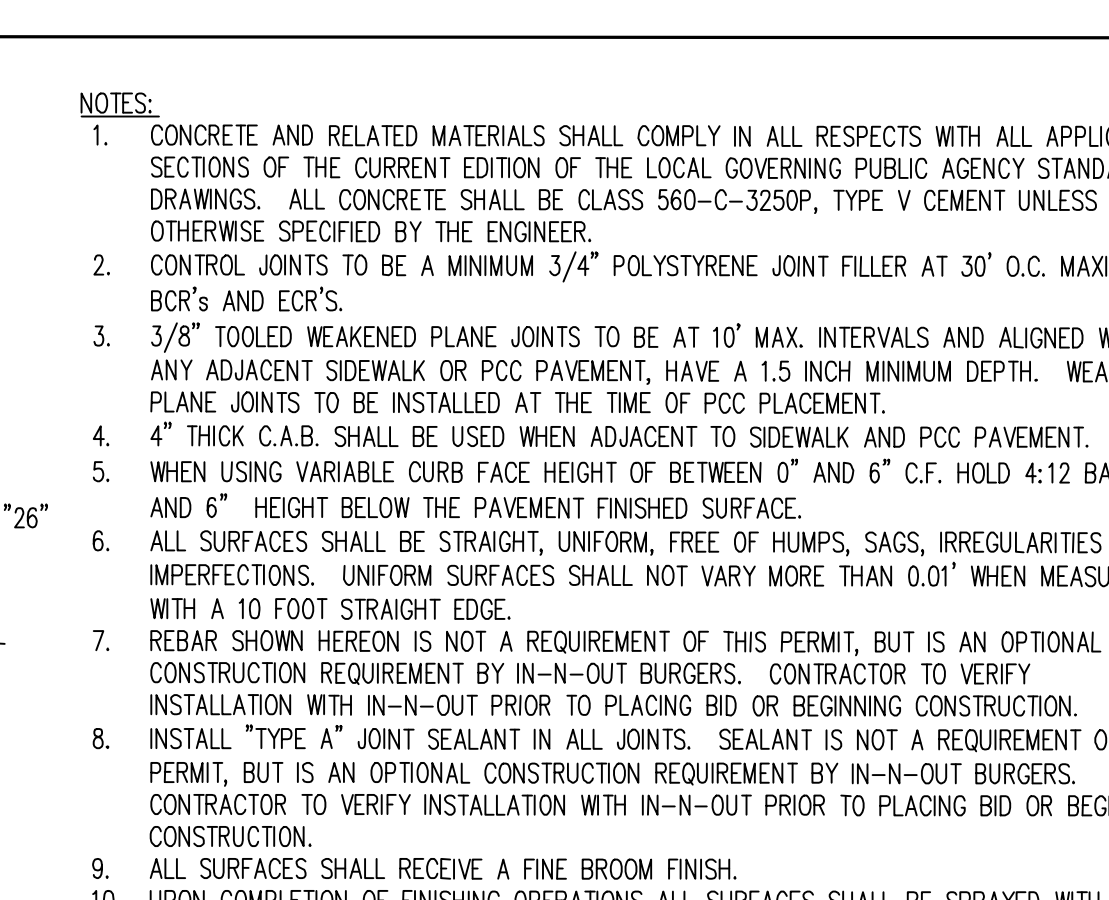 NOTES:
1. CONCRETE AND RELATED MATERIALS SHALL COMPLY IN ALL RESPECTS WITH ALL
SECTIONS OF THE CURRENT EDITION OF THE LOCAL GOVERNING PUBLIC AGENCY
DRAWINGS. ALL CONCRETE SHALL BE CLASS 560-C-3250P, TYPE V CEMENT UNLESS
OTHERWISE SPECIFIED BY THE ENGINEER.
2. CONTROL JOINTS TO BE A MINIMUM 3/4" POLYSTYRENE JOINT FILLER AT 30' O.C.
BCR's AND ECR'S.
3. 3/8" TOOLED WEAKENED PLANE JOINTS TO BE AT 10' MAX. INTERVALS AND ALIGNED
ANY ADJACENT SIDEWALK OR PCC PAVEMENT, HAVE A 1.5 INCH MINIMUM DEPTH.
PLANE JOINTS TO BE INSTALLED AT THE TIME OF PCC PLACEMENT.
4. 4" THICK C.A.B. SHALL BE USED WHEN ADJACENT TO SIDEWALK AND PCC PAVEMENT.
5. WHEN USING VARIABLE CURB FACE HEIGHT OF BETWEEN 0" AND 6" C.F. HOLD 4:12
AND 6" HEIGHT BELOW THE PAVEMENT FINISHED SURFACE.
"26"
6. ALL SURFACES SHALL BE STRAIGHT, UNIFORM, FREE OF HUMPS, SAGS, IRREGULARITIES
IMPERFECTIONS. UNIFORM SURFACES SHALL NOT VARY MORE THAN 0.01' WHEN
WITH A 10 FOOT STRAIGHT EDGE.
7. REBAR SHOWN HEREON IS NOT A REQUIREMENT OF THIS PERMIT, BUT IS AN OPTIONAL
CONSTRUCTION REQUIREMENT BY IN-N-OUT BURGERS. CONTRACTOR TO VERIFY
INSTALLATION WITH IN-N-OUT PRIOR TO PLACING BID OR BEGINNING CONSTRUCTION.
8. INSTALL "TYPE A" JOINT SEALANT IN ALL JOINTS. SEALANT IS NOT A REQUIREMENT
PERMIT, BUT IS AN OPTIONAL CONSTRUCTION REQUIREMENT BY IN-N-OUT BURGERS.
CONTRACTOR TO VERIFY INSTALLATION WITH IN-N-OUT PRIOR TO PLACING BID OR
CONSTRUCTION.
9. ALL SURFACES SHALL RECEIVE A FINE BROOM FINISH.
10. UPON COMPLETION OF FINISHING OPERATIONS ALL SURFACES SHALL BE SPRAYED WITH